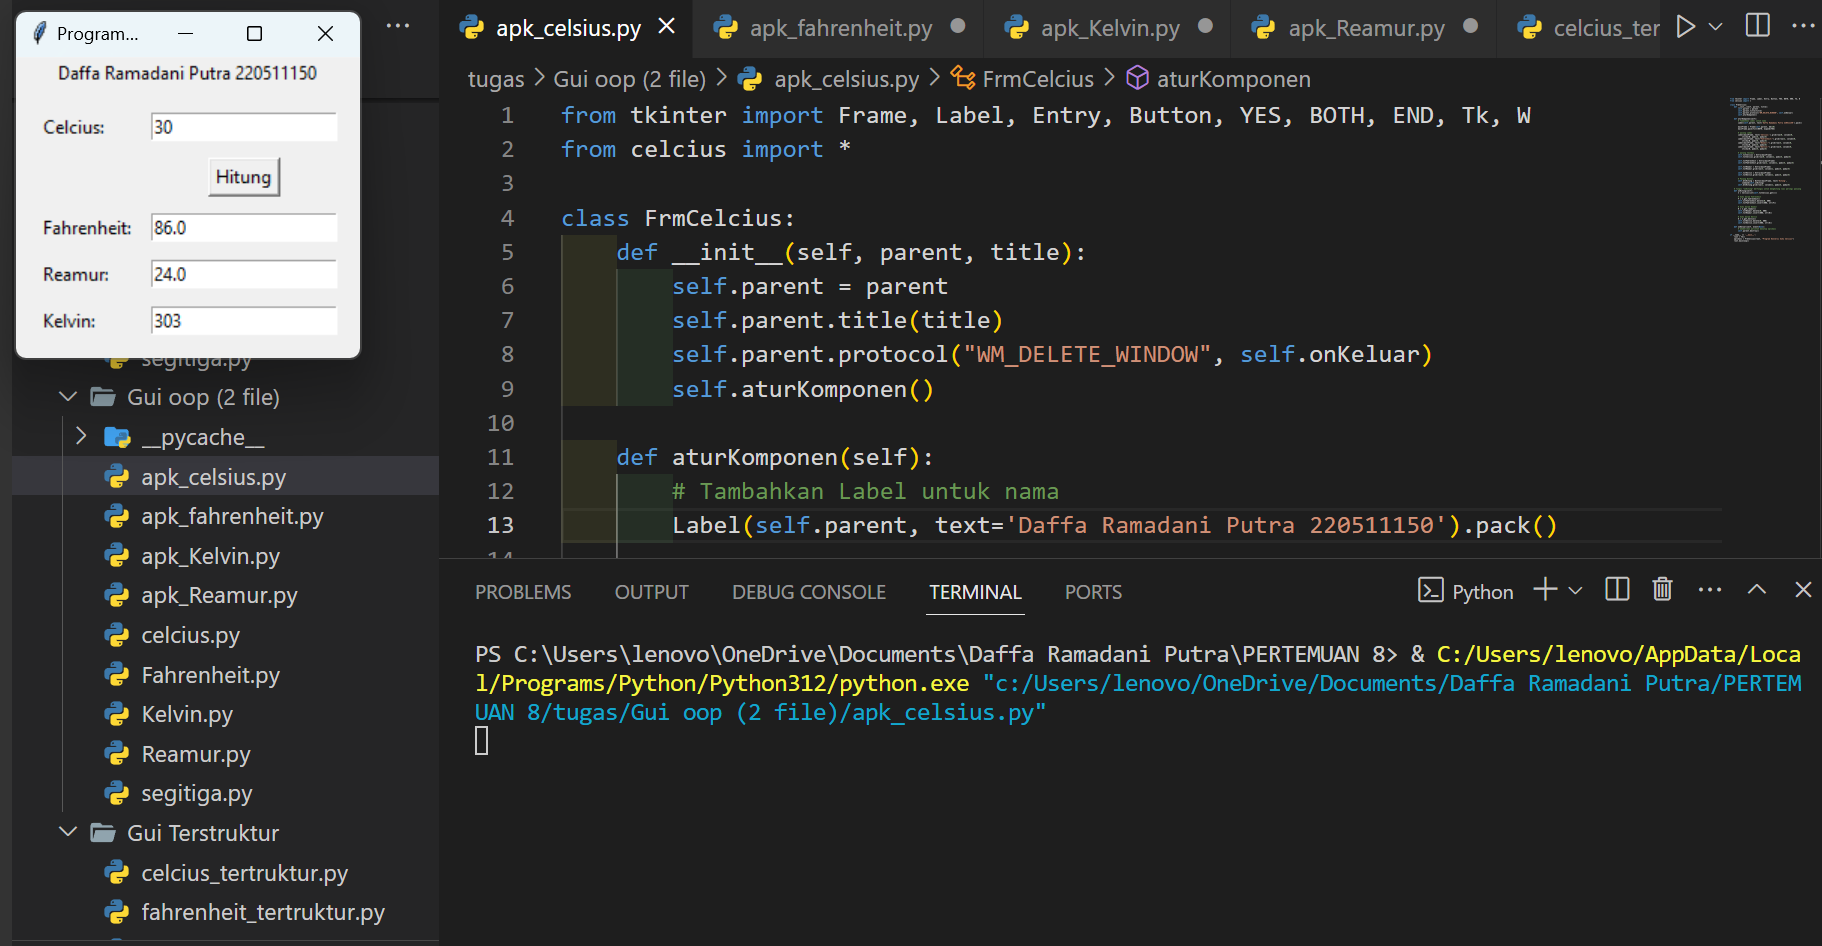 Program...
Daffa Ramadani Putra 220511150
Celcius:
30
Hitung
Fahrenheit:
86.0
Reamur:
24.0
Kelvin:
303
segitiga.py
Gui oop (2 file)
__pycache__
apk_celsius.py
apk_fahrenheit.py
apk_Kelvin.py
apk_Reamur.py
celcius.py
Fahrenheit.py
Kelvin.py
Reamur.py
segitiga.py
Gui Terstruktur
celcius_tertruktur.py
fahrenheit_tertruktur.py
apk_celsius.py
apk_fahrenheit.py
apk_Kelvin.py
apk_Reamur.py
celcius_ter
tugas > Gui oop (2 file) > apk_celsius.py > FrmCelcius > aturKomponen
1 from tkinter import Frame, Label, Entry, Button, YES, BOTH, END, Tk, W
2 from celcius import *
3
4 class FrmCelcius:
5 def __init__(self, parent, title):
6 self.parent = parent
7 self.parent.title(title)
8 self.parent.protocol("WM_DELETE_WINDOW", self.onKeluar)
9 self.aturKomponen()
10
11 def aturKomponen(self):
12 # Tambahkan Label untuk nama
13 Label(self.parent, text='Daffa Ramadani Putra 220511150').pack()
14
PROBLEMS OUTPUT DEBUG CONSOLE TERMINAL PORTS
Python
PS C:\Users\lenovo\OneDrive\Documents\Daffa Ramadani Putra\PERTEMUAN 8> & C:/Users/lenovo/AppData/Loca
l/Programs/Python/Python312/python.exe "c:/Users/lenovo/OneDrive/Documents/Daffa Ramadani Putra/PERTEM
UAN 8/tugas/Gui oop (2 file)/apk_celsius.py"